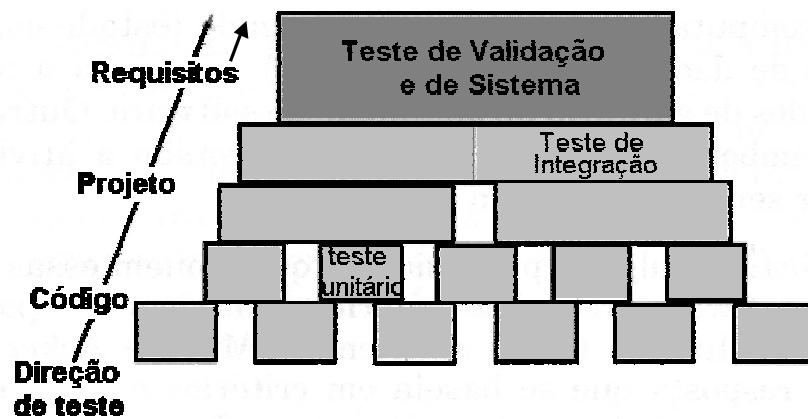 Teste de Validação
e de Sistema
Requisitos
Teste de
Integração
Projeto
teste
unitário
Código
Direção
de teste